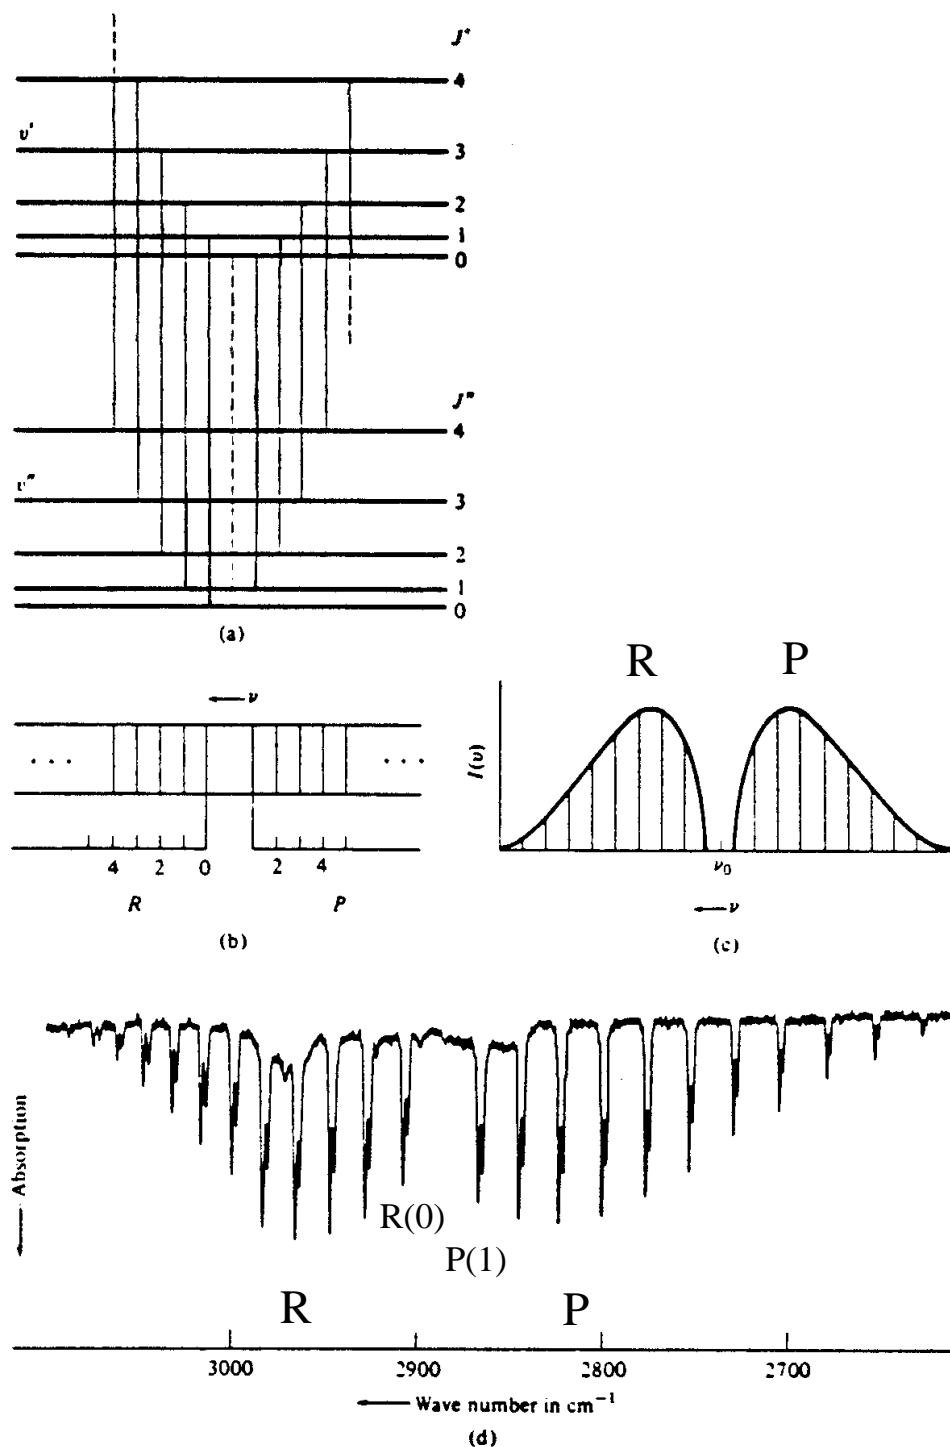 J'
4
υ'
3
2
1
0
J"
4
υ"
3
2
1
0
(a)
R P
ν
. . . . . .
4 2 0 2 4
R P
(b)
I(υ)
ν₀
ν
(c)
Absorption
R(0)
P(1)
R P
3000 2900 2800 2700
Wave number in cm⁻¹
(d)